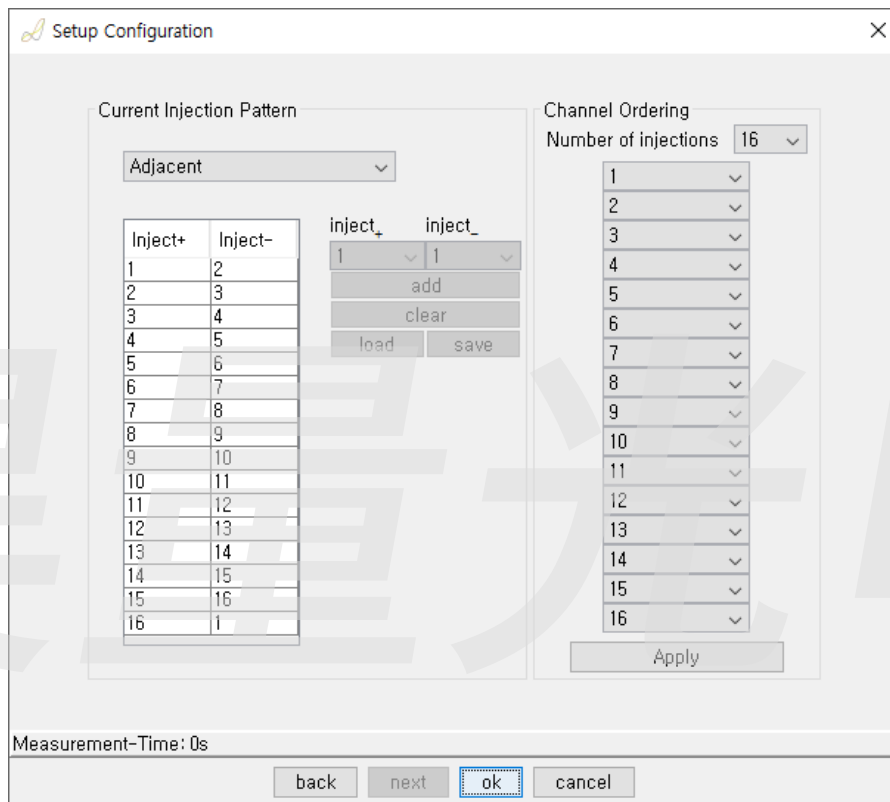 Setup Configuration
Current Injection Pattern
Adjacent
Inject+ Inject-
1 2
2 3
3 4
4 5
5 6
6 7
7 8
8 9
9 10
10 11
11 12
12 13
13 14
14 15
15 16
16 1
inject+ inject-
1 1
add
clear
load save
Channel Ordering
Number of injections 16
1
2
3
4
5
6
7
8
9
10
11
12
13
14
15
16
Apply
Measurement-Time: 0s
back next ok cancel
量光